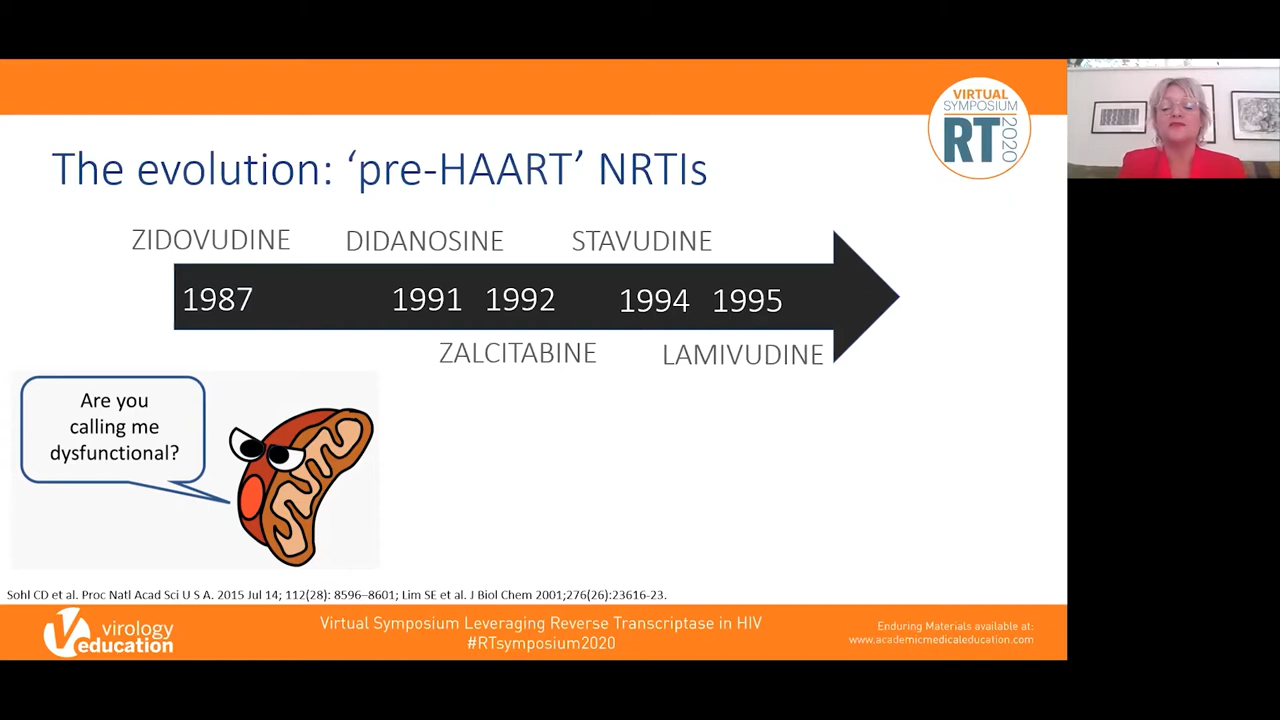 VIRTUAL
SYMPOSIUM
RT
2020
The evolution: ‘pre-HAART’ NRTIs
ZIDOVUDINE DIDANOSINE STAVUDINE
1987 1991 1992 1994 1995
ZALCITABINE LAMIVUDINE
Are you
calling me
dysfunctional?
Sohl CD et al. Proc Natl Acad Sci U S A. 2015 Jul 14; 112(28): 8596–8601; Lim SE et al. J Biol Chem 2001;276(26):23616-23.
virology
education
Virtual Symposium Leveraging Reverse Transcriptase in HIV
#RTsymposium2020
Enduring Materials available at:
www.academicmedicaleducation.com